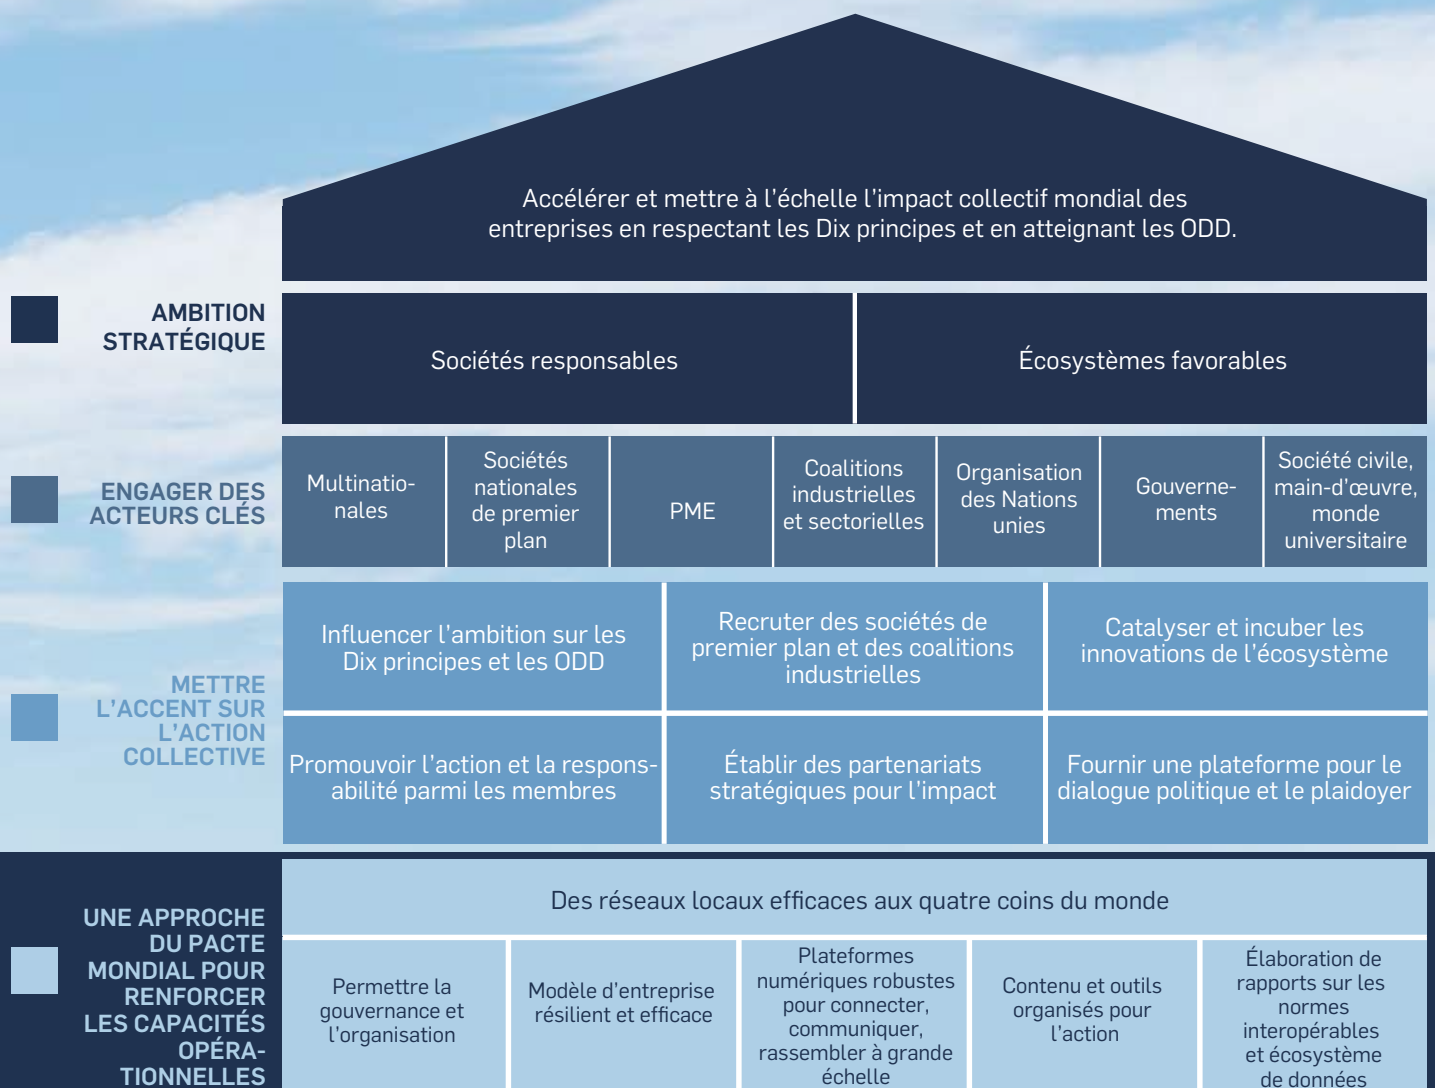 Accélérer et mettre à l'échelle l'impact collectif mondial des
entreprises en respectant les Dix principes et en atteignant les ODD.
AMBITION
STRATÉGIQUE
Sociétés responsables
Écosystèmes favorables
ENGAGER DES
ACTEURS CLÉS
Multinatio-
nales
Sociétés
nationales
de premier
plan
PME
Coalitions
industrielles
et sectorielles
Organisation
des Nations
unies
Gouverne-
ments
Société civile,
main-d'œuvre,
monde
universitaire
METTRE
L'ACCENT SUR
L'ACTION
COLLECTIVE
Influencer l'ambition sur les
Dix principes et les ODD
Recruter des sociétés de
premier plan et des coalitions
industrielles
Catalyser et incuber les
innovations de l'écosystème
Promouvoir l'action et la respons-
abilité parmi les membres
Établir des partenariats
stratégiques pour l'impact
Fournir une plateforme pour le
dialogue politique et le plaidoyer
UNE APPROCHE
DU PACTE
MONDIAL POUR
RENFORCER
LES CAPACITÉS
OPÉRA-
TIONNELLES
Des réseaux locaux efficaces aux quatre coins du monde
Permettre la
gouvernance et
l'organisation
Modèle d'entreprise
résilient et efficace
Plateformes
numériques robustes
pour connecter,
communiquer,
rassembler à grande
échelle
Contenu et outils
organisés pour
l'action
Élaboration de
rapports sur les
normes
interopérables
et écosystème
de données